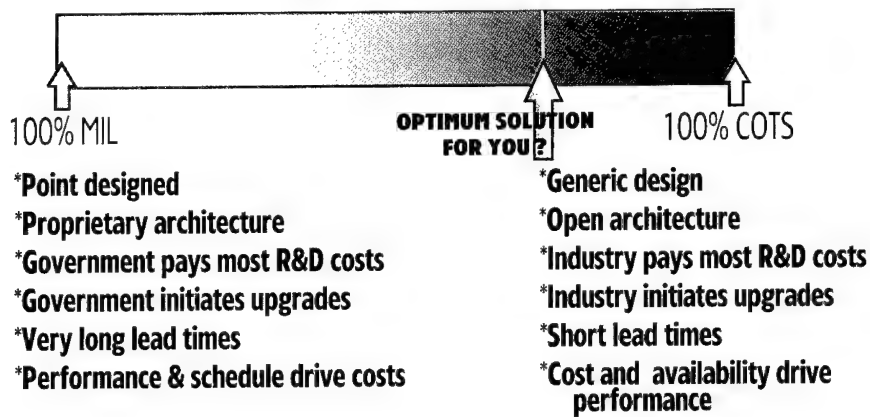 100% MIL
OPTIMUM SOLUTION
FOR YOU ?
100% COTS
*Point designed
*Proprietary architecture
*Government pays most R&D costs
*Government initiates upgrades
*Very long lead times
*Performance & schedule drive costs
*Generic design
*Open architecture
*Industry pays most R&D costs
*Industry initiates upgrades
*Short lead times
*Cost and availability drive
performance